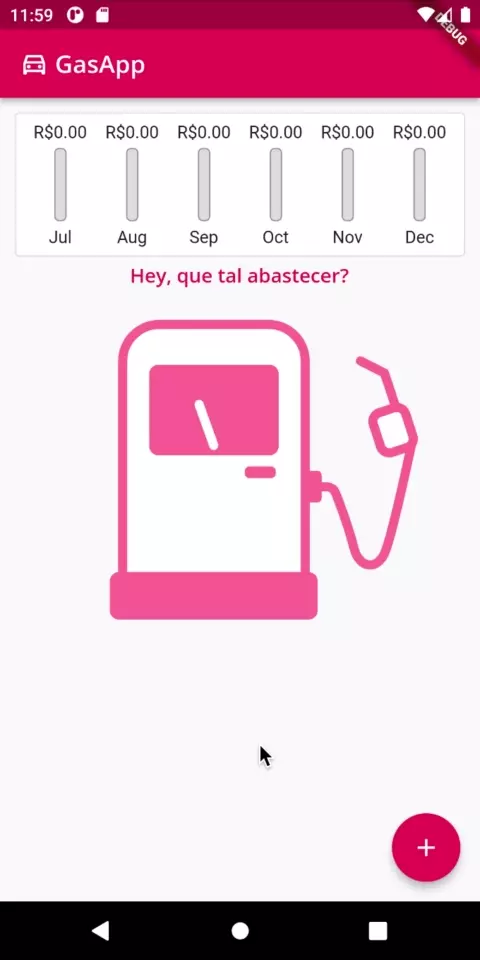 11:59
DEBUG
GasApp
R$0.00 R$0.00 R$0.00 R$0.00 R$0.00 R$0.00
Jul Aug Sep Oct Nov Dec
Hey, que tal abastecer?
+